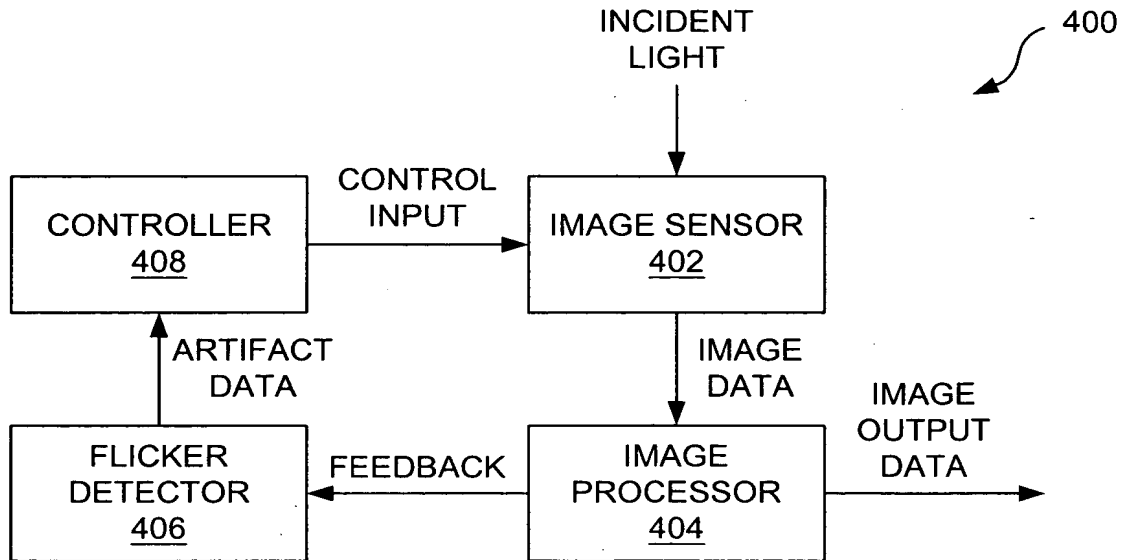 INCIDENT
LIGHT
400
CONTROLLER
408
CONTROL
INPUT
IMAGE SENSOR
402
ARTIFACT
DATA
IMAGE
DATA
IMAGE
OUTPUT
DATA
FLICKER
DETECTOR
406
FEEDBACK
IMAGE
PROCESSOR
404